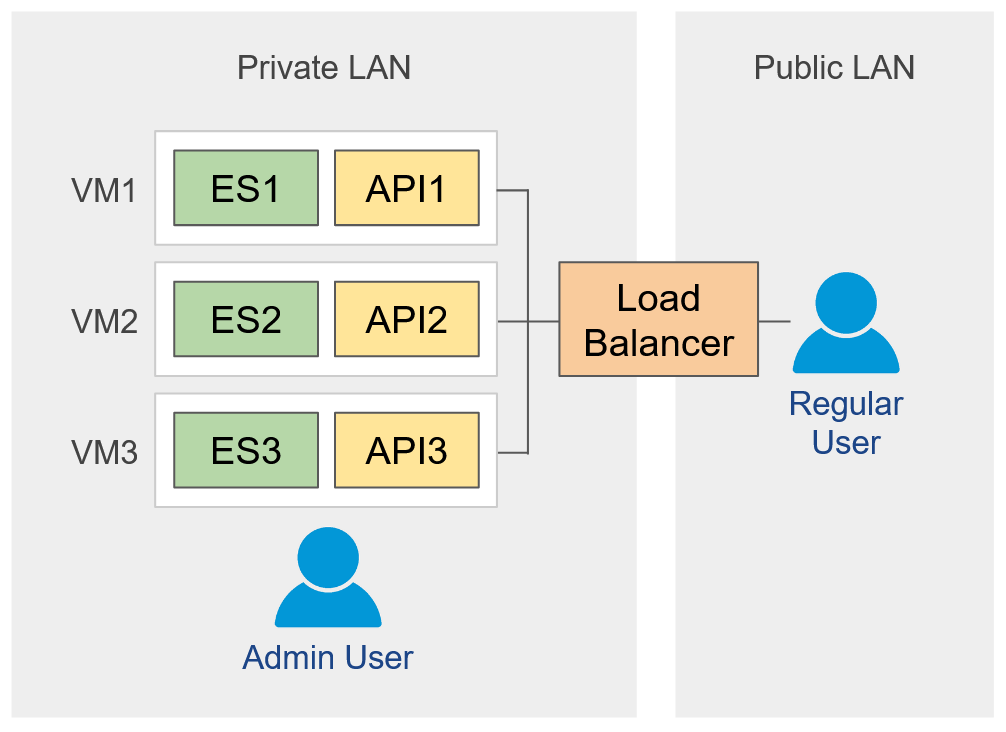 Private LAN
Public LAN
VM1
ES1
API1
VM2
ES2
API2
Load
Balancer
VM3
ES3
API3
Regular
User
Admin User